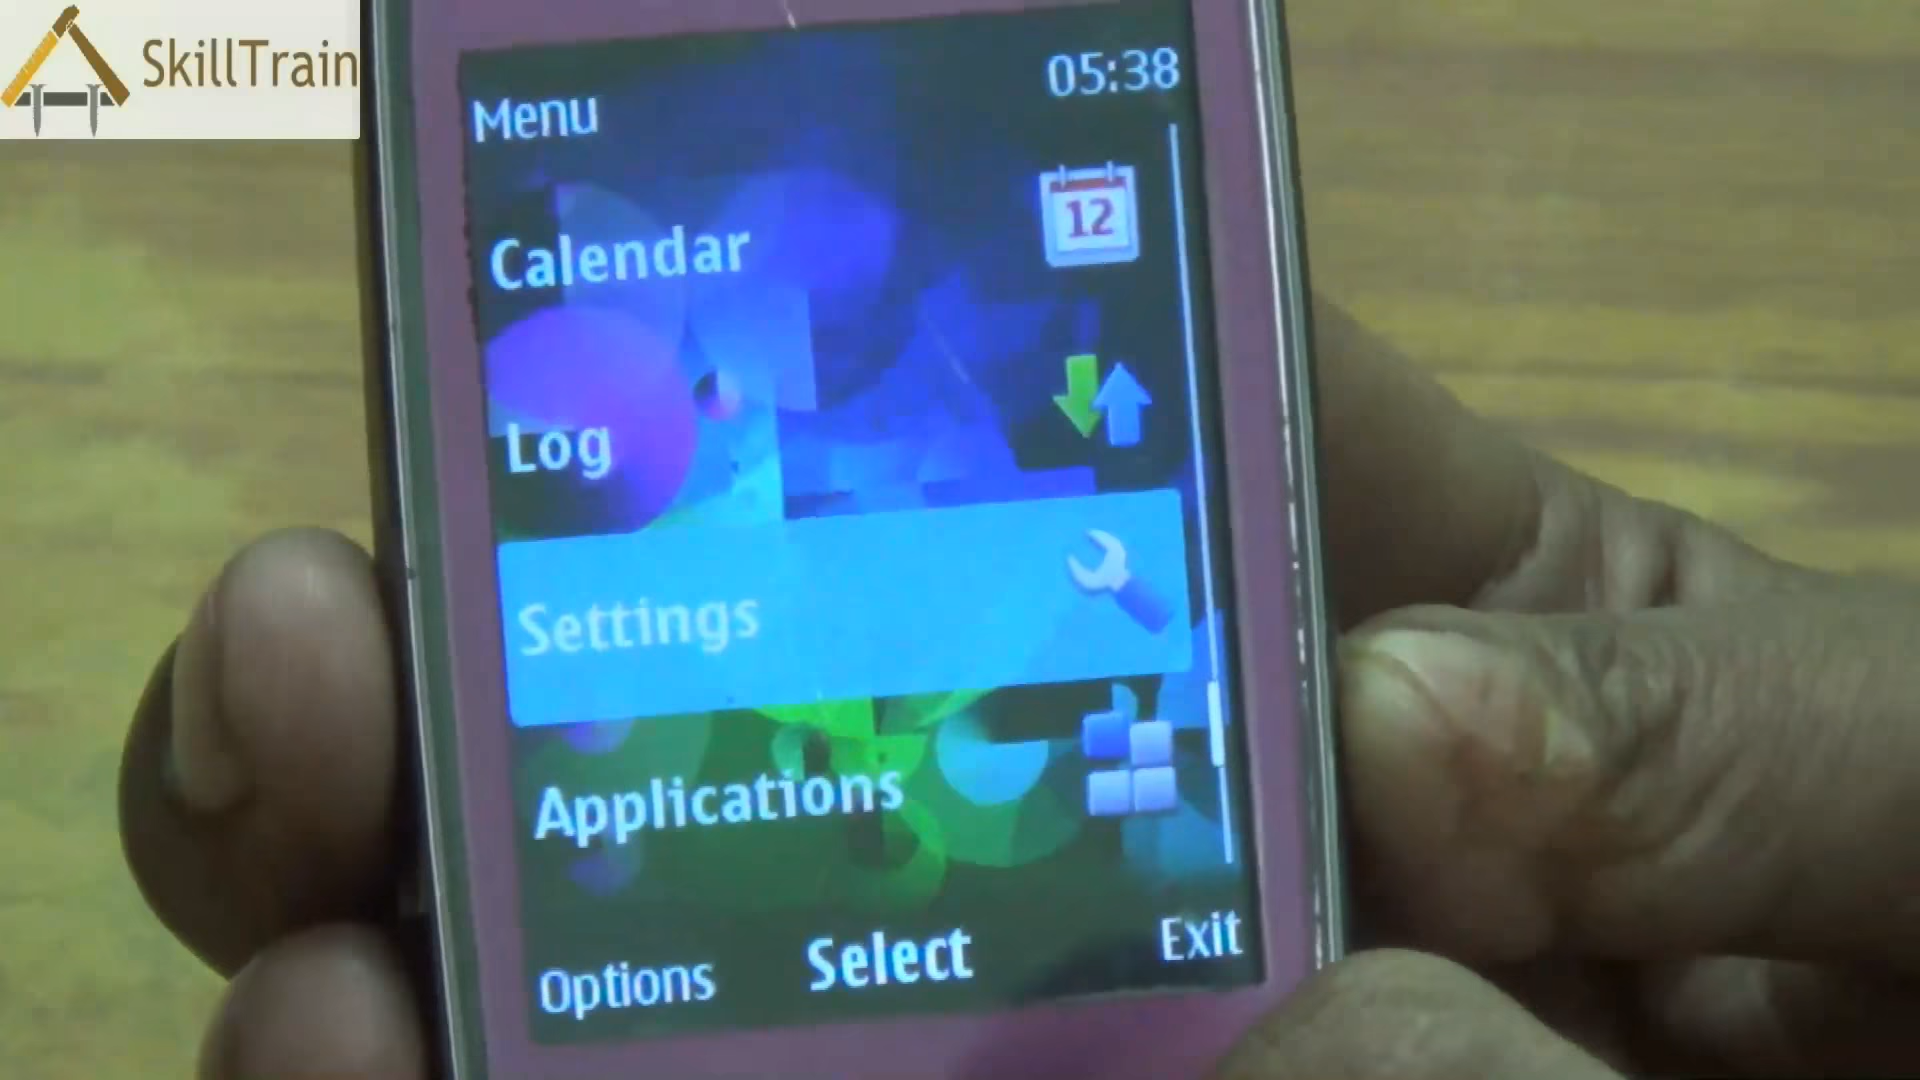 SkillTrain
Menu
05:38
Calendar
12
Log
Settings
Applications
Options
Select
Exit